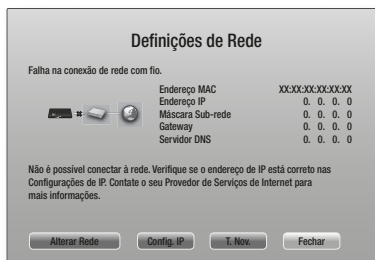 Definições de Rede
Falha na conexão de rede com fio.
Endereço MAC XX:XX:XX:XX:XX:XX
Endereço IP 0. 0. 0. 0
Máscara Sub-rede 0. 0. 0. 0
Gateway 0. 0. 0. 0
Servidor DNS 0. 0. 0. 0
Não é possível conectar à rede. Verifique se o endereço de IP está correto nas
Configurações de IP. Contate o seu Provedor de Serviços de Internet para
mais informações.
Alterar Rede Config. IP T. Nov. Fechar